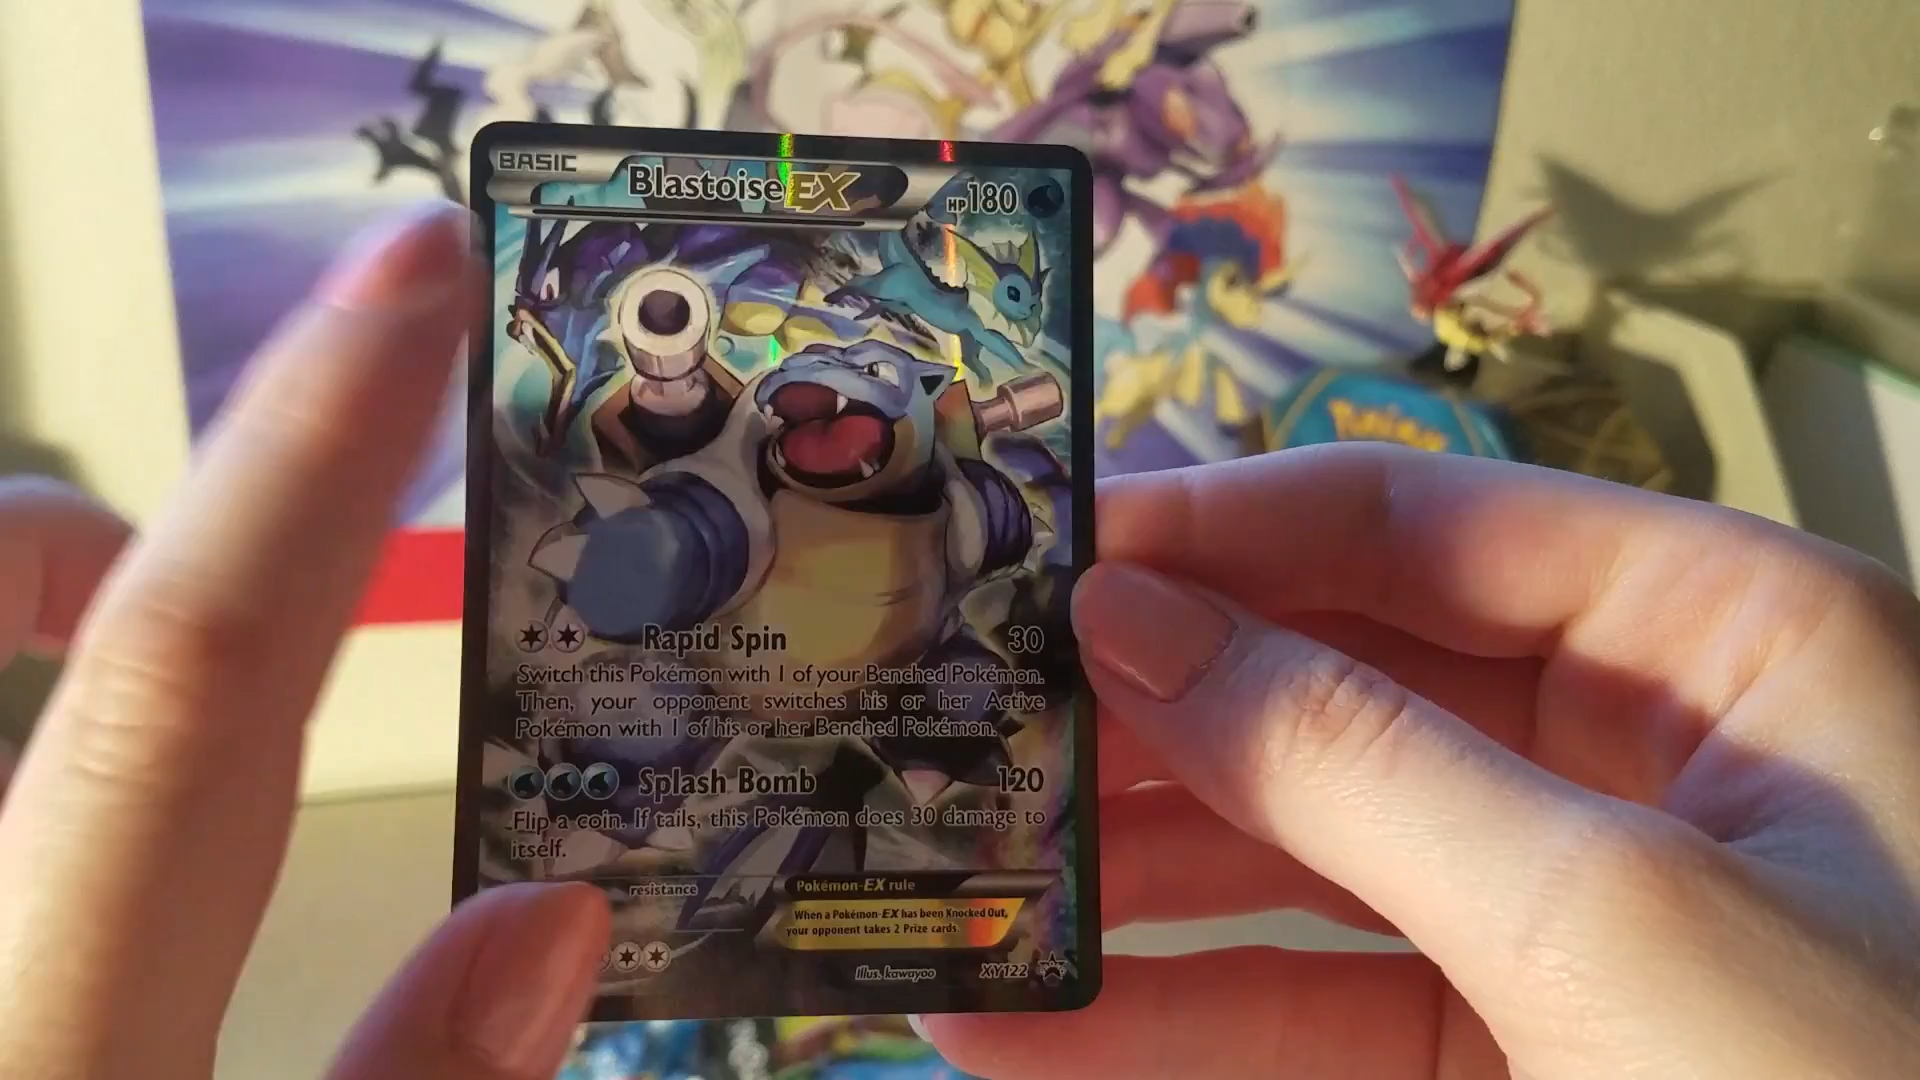 BASIC
Blastoise EX
HP180
Pokémon
Rapid Spin 30
Switch this Pokémon with 1 of your Benched Pokémon.
Then, your opponent switches his or her Active
Pokémon with 1 of his or her Benched Pokémon.
Splash Bomb 120
Flip a coin. If tails, this Pokémon does 30 damage to
itself.
resistance
Pokémon-EX rule
When a Pokémon-EX has been Knocked Out,
your opponent takes 2 Prize cards.
Illus. kawayoo
XY122